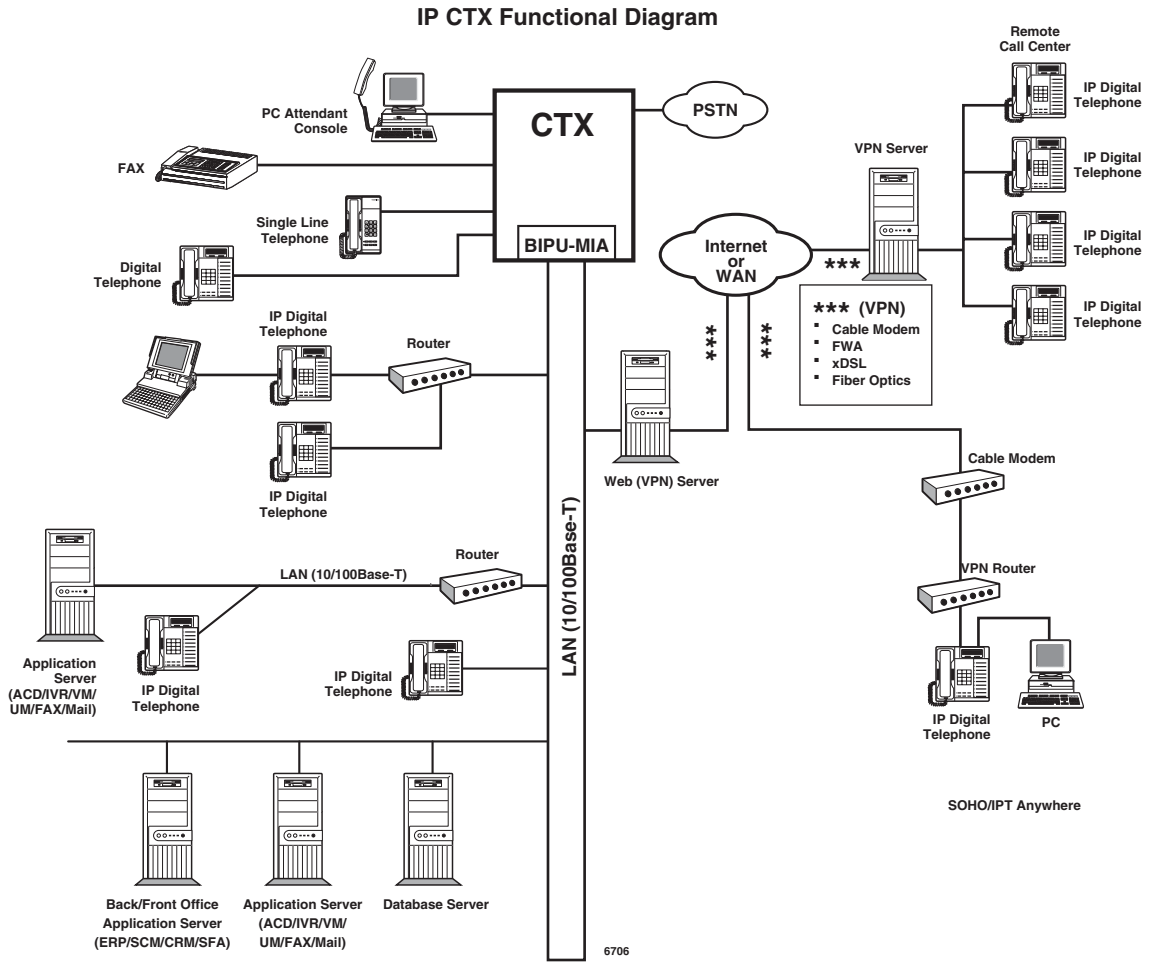 IP CTX Functional Diagram
PC Attendant
Console
CTX
PSTN
Remote
Call Center
IP Digital
Telephone
FAX
VPN Server
IP Digital
Telephone
Single Line
Telephone
BIPU-MIA
Internet
or
WAN
***
IP Digital
Telephone
Digital
Telephone
IP Digital
Telephone
*** (VPN)
Cable Modem
FWA
xDSL
Fiber Optics
***
***
IP Digital
Telephone
Router
IP Digital
Telephone
Web (VPN) Server
Cable Modem
LAN (10/100Base-T)
Router
LAN (10/100Base-T)
VPN Router
Application
Server
(ACD/IVR/VM/
UM/FAX/Mail)
IP Digital
Telephone
IP Digital
Telephone
IP Digital
Telephone
PC
SOHO/IPT Anywhere
Back/Front Office
Application Server
(ERP/SCM/CRM/SFA)
Application Server
(ACD/IVR/VM/
UM/FAX/Mail)
Database Server
6706